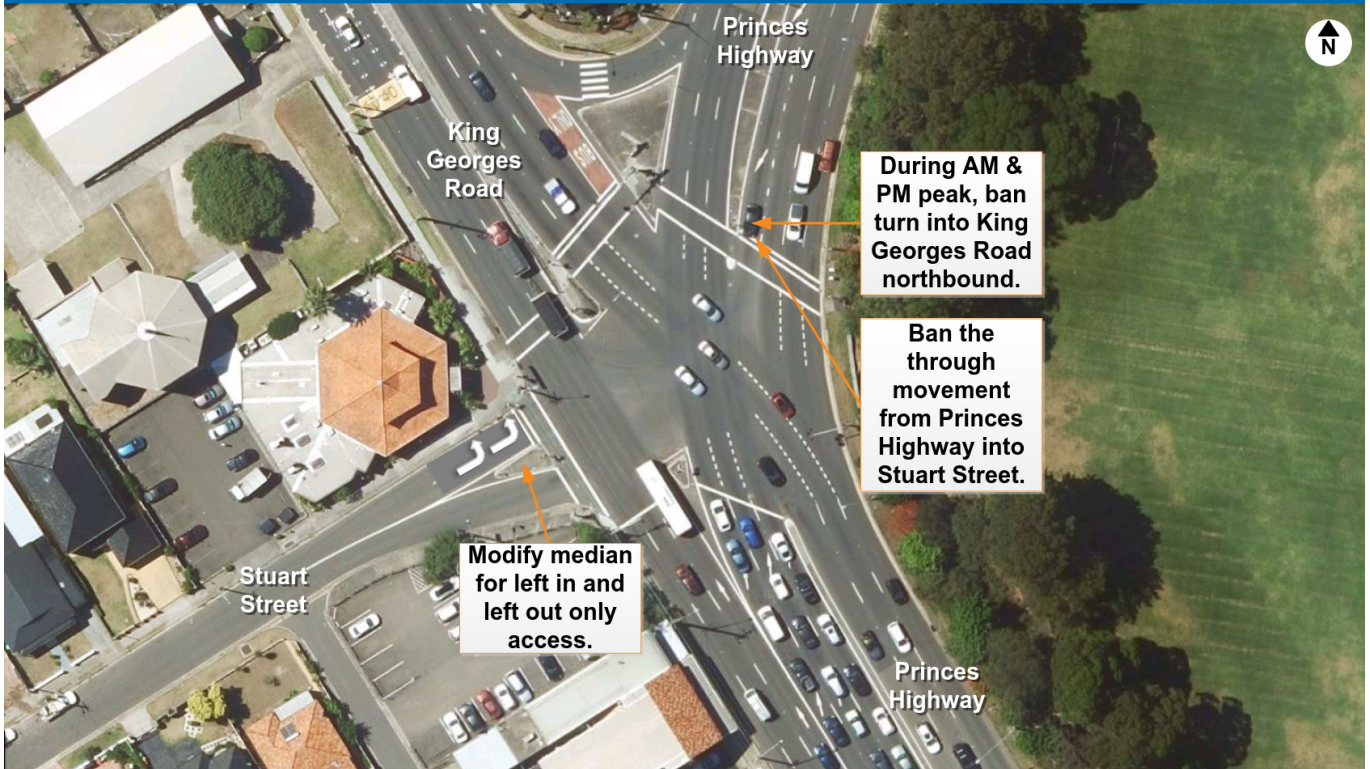 Princes
Highway
N
King
Georges
Road
During AM &
PM peak, ban
turn into King
Georges Road
northbound.
Ban the
through
movement
from Princes
Highway into
Stuart Street.
Modify median
for left in and
left out only
access.
Stuart
Street
Princes
Highway